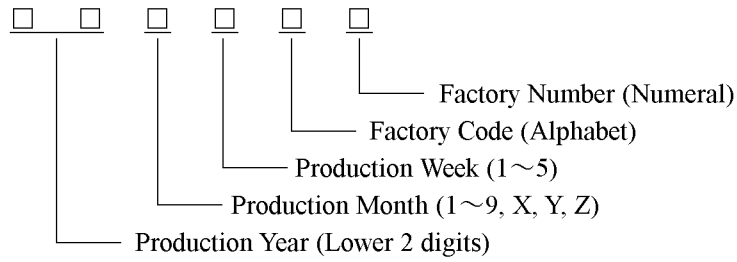 Factory Number (Numeral)
Factory Code (Alphabet)
Production Week (1～5)
Production Month (1～9, X, Y, Z)
Production Year (Lower 2 digits)